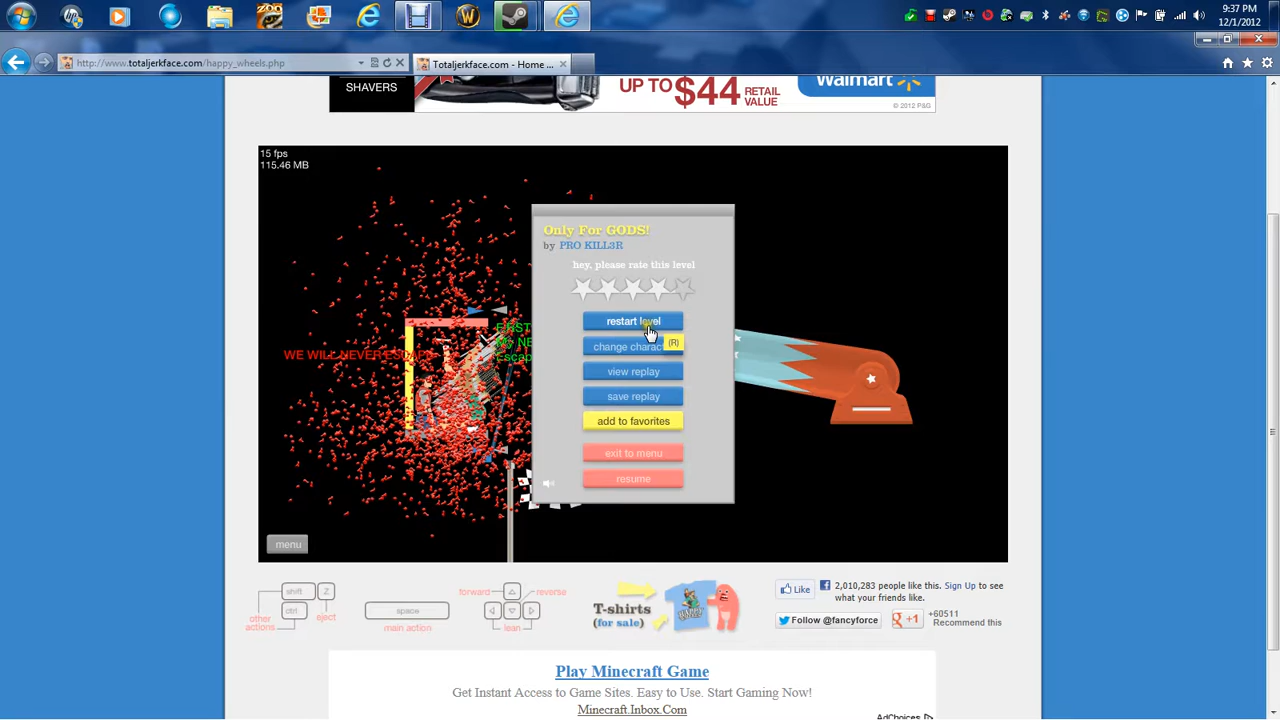 9:37 PM
12/1/2012
http://www.totaljerkface.com/happy_wheels.php
Totaljerkface.com - Home ...
SHAVERS
UP TO $44 RETAIL VALUE
Walmart
© 2012 P&G
15 fps
115.46 MB
Only For GODS!
by PRO KILL3R
hey, please rate this level
restart level
(R)
change charact
view replay
save replay
add to favorites
exit to menu
resume
WE WILL NEVER ESCAPE
menu
shift
Z
ctrl
eject
other actions
space
main action
forward
reverse
lean
T-shirts
(for sale)
Like
2,010,283 people like this. Sign Up to see what your friends like.
Follow @fancyforce
+1
+60511
Recommend this
Play Minecraft Game
Get Instant Access to Game Sites. Easy to Use. Start Gaming Now!
Minecraft.Inbox.Com
AdChoices